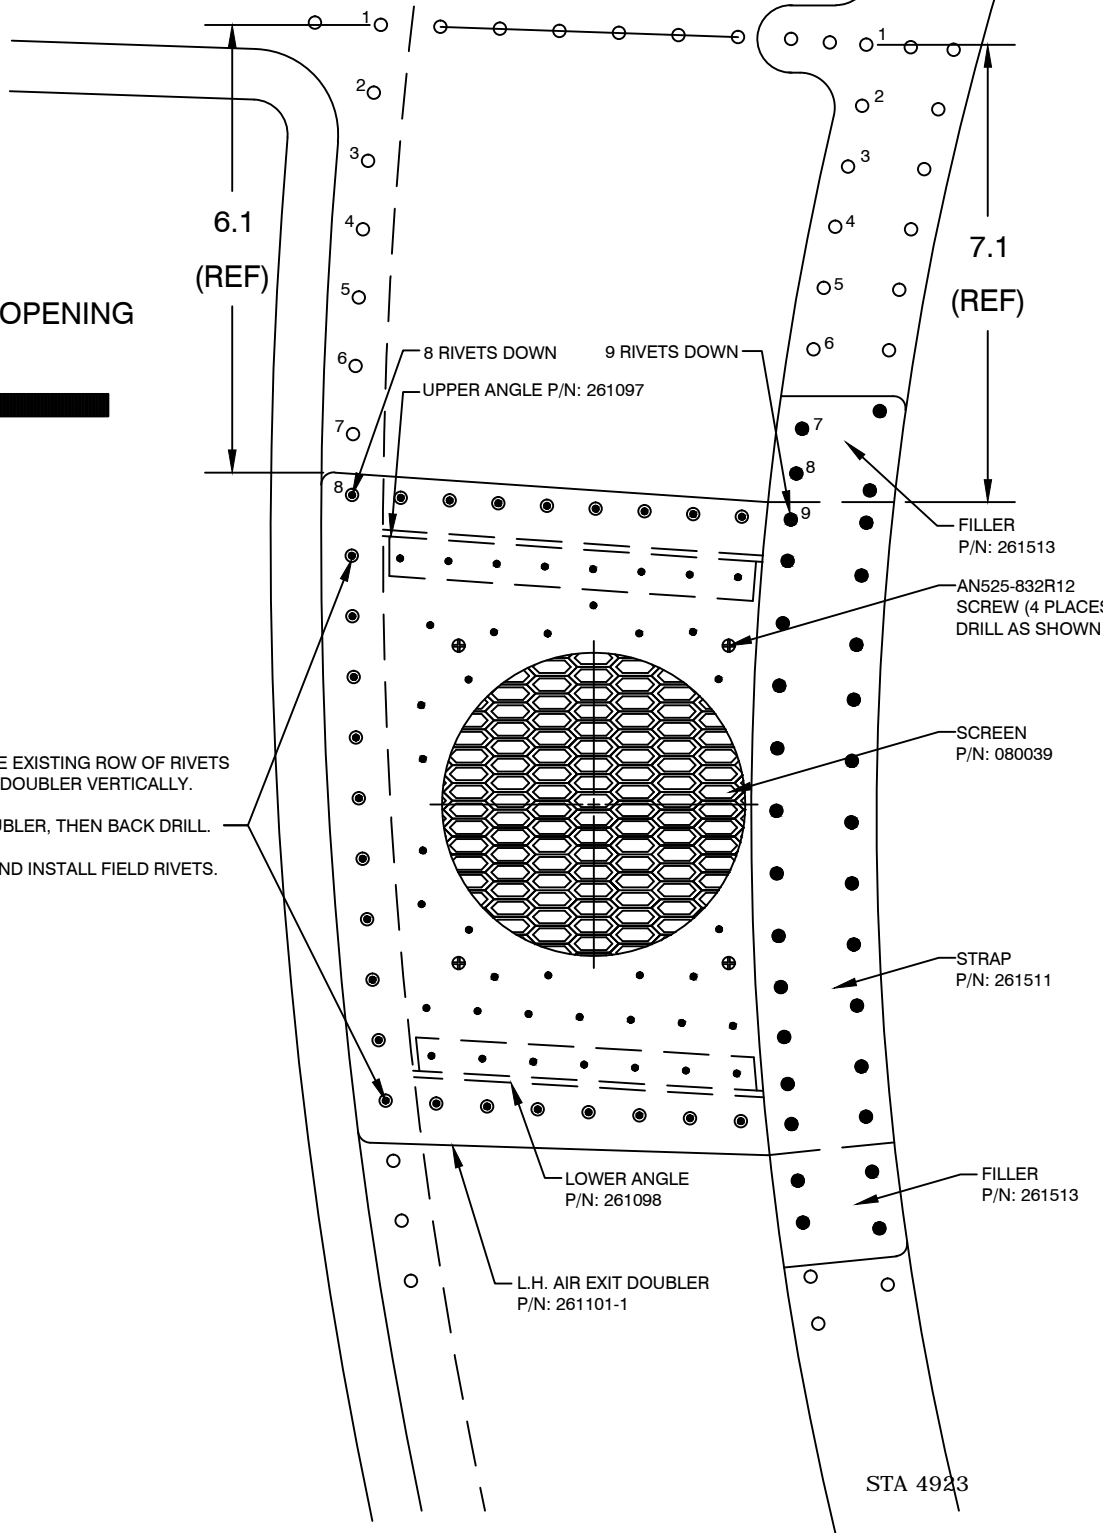 1
1
2
2
3
3
4
4
6.1
(REF)
7.1
(REF)
5
5
OPENING
6
6
8 RIVETS DOWN
9 RIVETS DOWN
UPPER ANGLE P/N: 261097
7
7
8
8
9
FILLER
P/N: 261513
AN525-832R12
SCREW (4 PLACES
DRILL AS SHOWN
SCREEN
P/N: 080039
E EXISTING ROW OF RIVETS
DOUBLER VERTICALLY.
UBLER, THEN BACK DRILL.
ND INSTALL FIELD RIVETS.
STRAP
P/N: 261511
LOWER ANGLE
P/N: 261098
FILLER
P/N: 261513
L.H. AIR EXIT DOUBLER
P/N: 261101-1
STA 4923